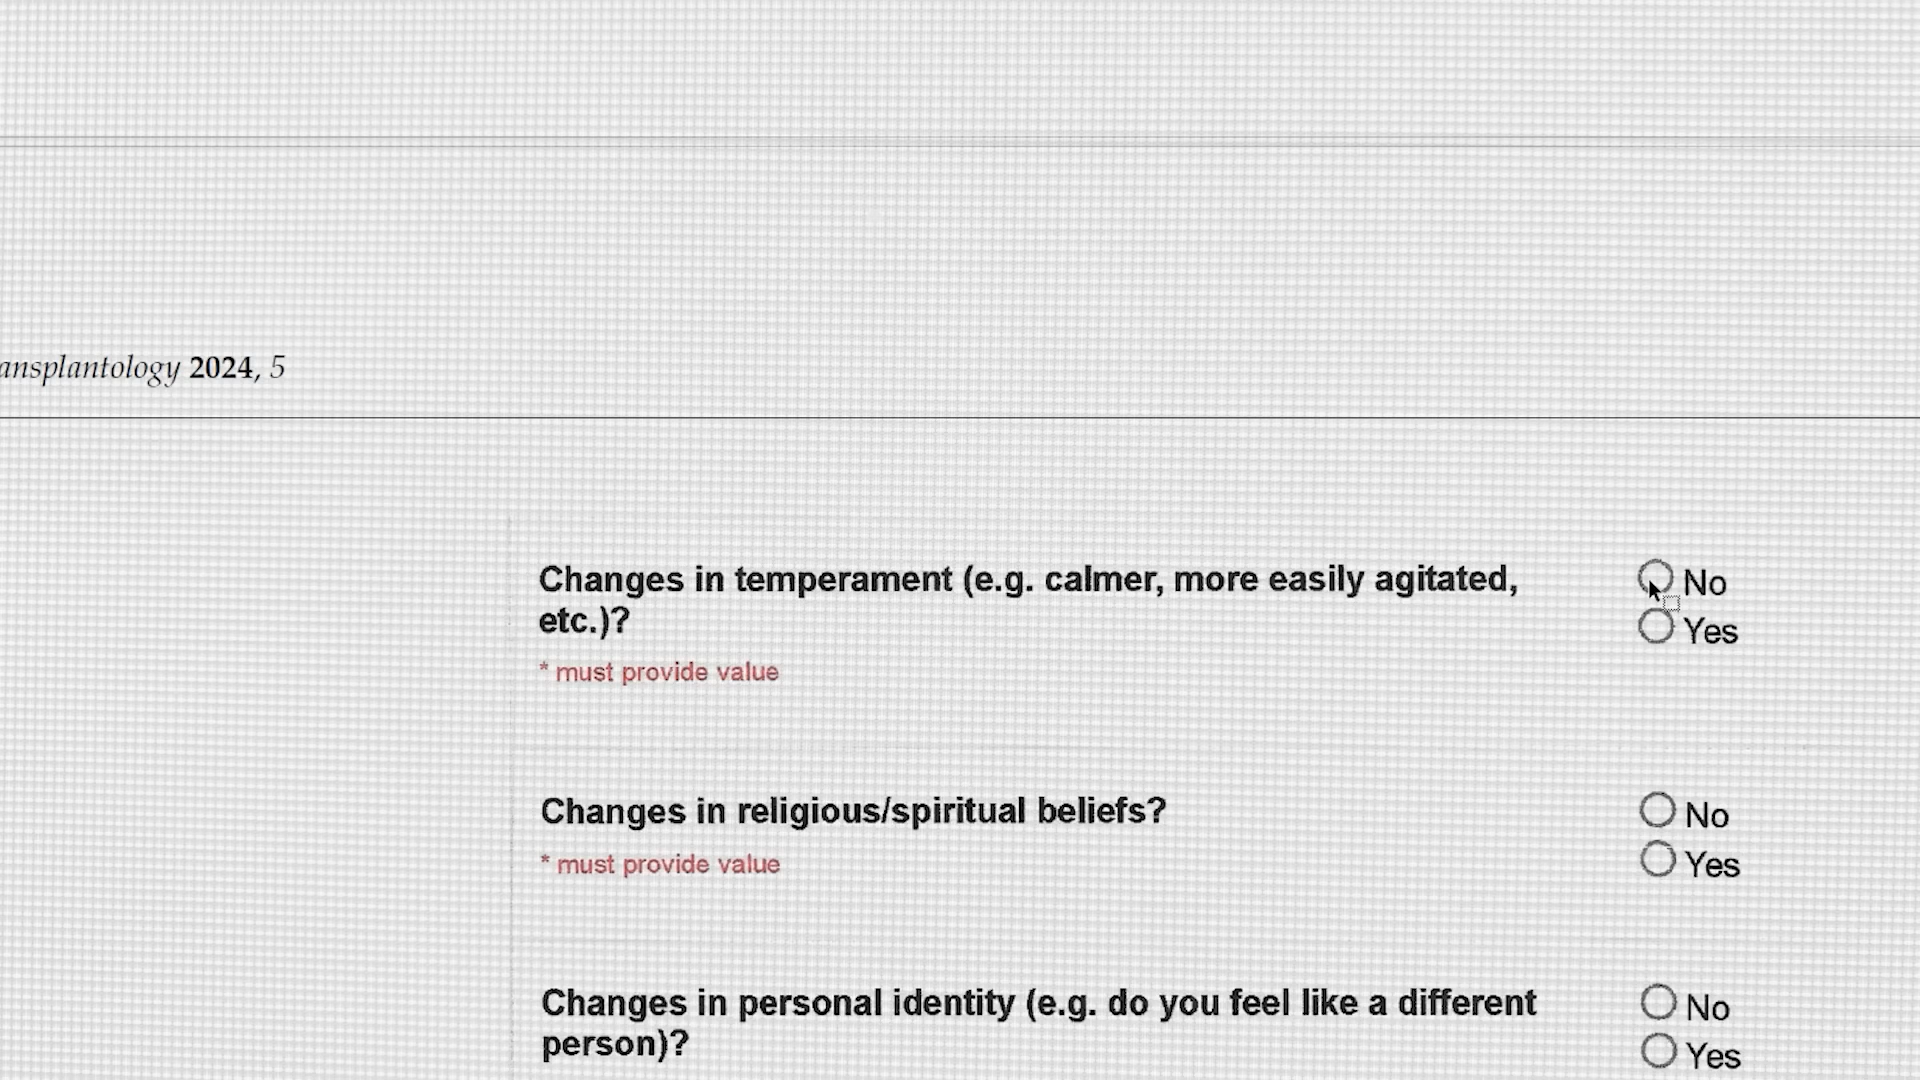 ansplantology 2024, 5
Changes in temperament (e.g. calmer, more easily agitated,
etc.)?
* must provide value
No
Yes
Changes in religious/spiritual beliefs?
* must provide value
No
Yes
Changes in personal identity (e.g. do you feel like a different
person)?
No
Yes